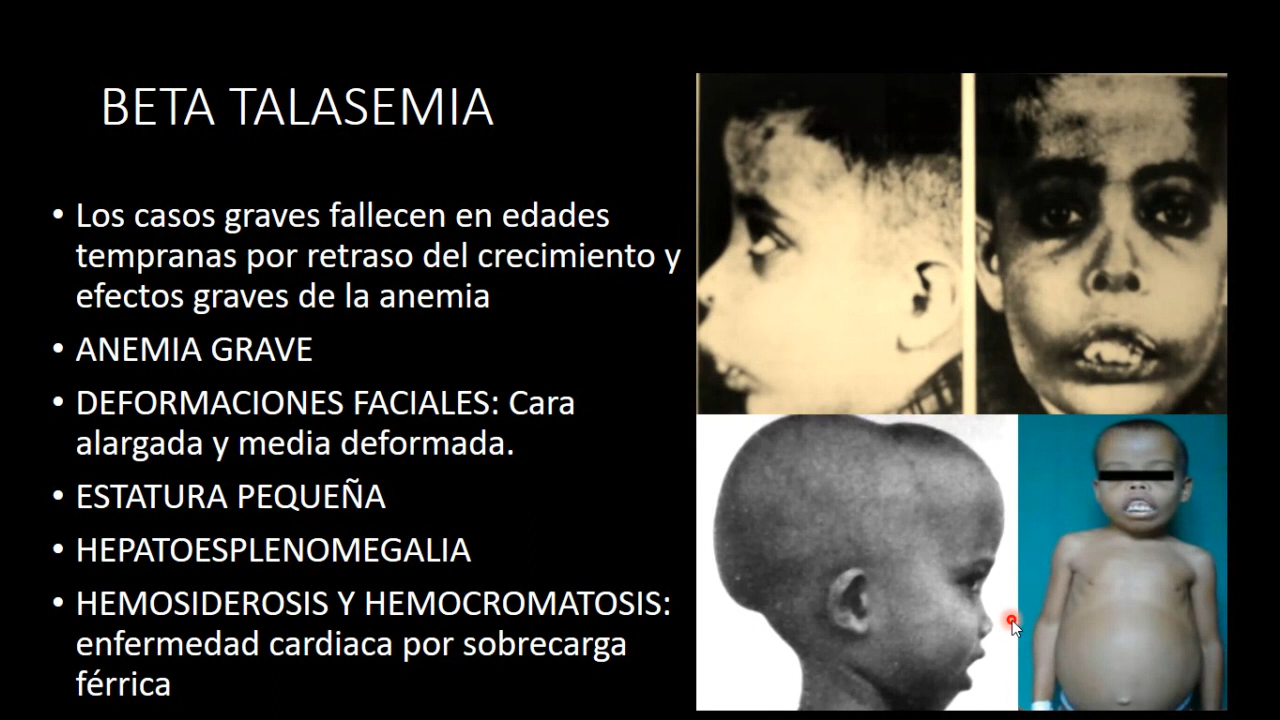 BETA TALASEMIA
• Los casos graves fallecen en edades
tempranas por retraso del crecimiento y
efectos graves de la anemia
• ANEMIA GRAVE
• DEFORMACIONES FACIALES: Cara
alargada y media deformada.
• ESTATURA PEQUEÑA
• HEPATOESPLENOMEGALIA
• HEMOSIDEROSIS Y HEMOCROMATOSIS:
enfermedad cardiaca por sobrecarga
férrica